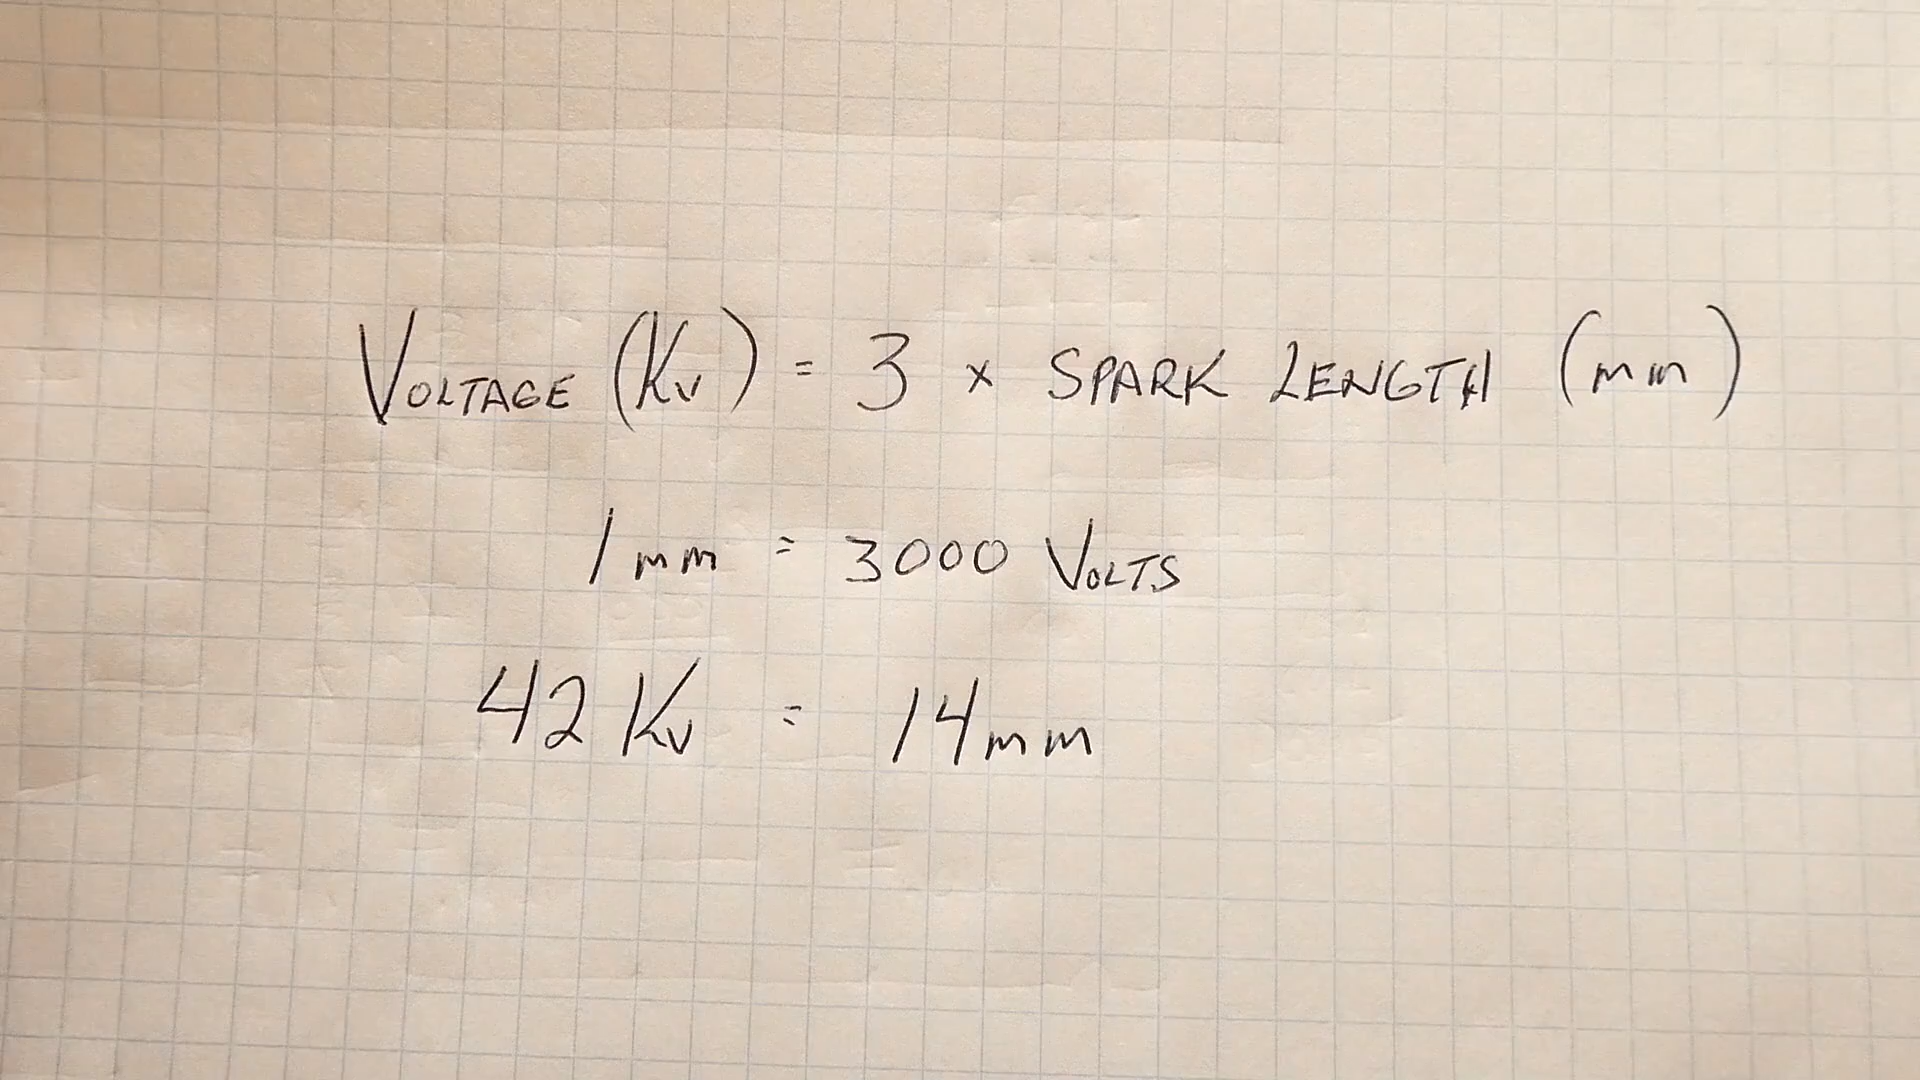 VOLTAGE (KV) = 3 x SPARK LENGTH (mm)
1mm = 3000 VOLTS
42 KV = 14mm